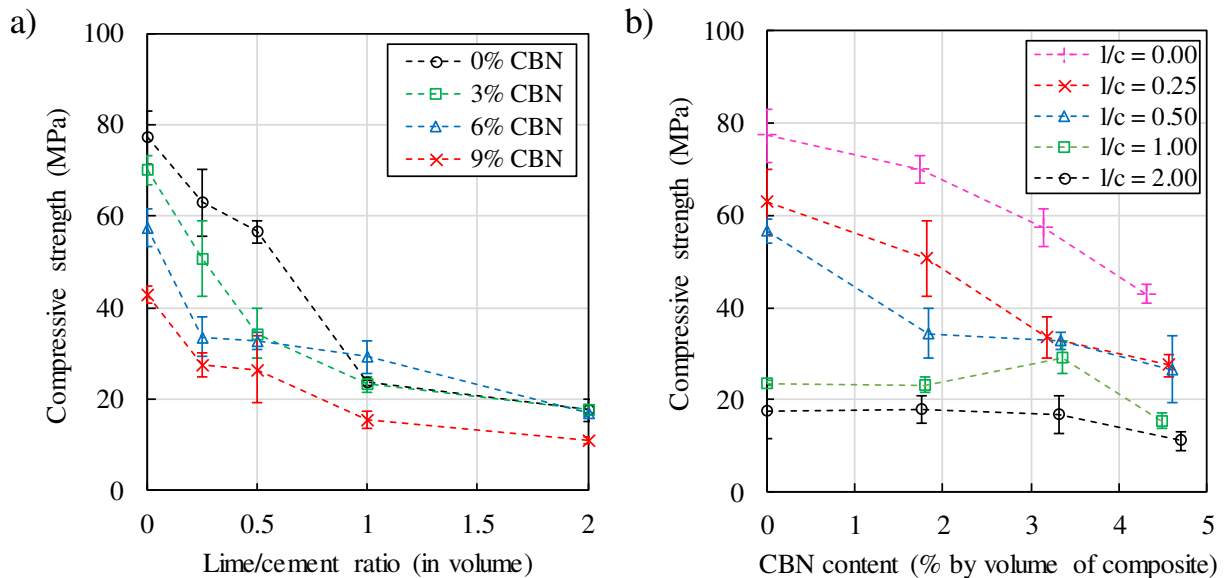 a)
100
80
60
40
20
0
Compressive strength (MPa)
0% CBN
3% CBN
6% CBN
9% CBN
0 0.5 1 1.5 2
Lime/cement ratio (in volume)
b)
100
80
60
40
20
0
Compressive strength (MPa)
l/c = 0.00
l/c = 0.25
l/c = 0.50
l/c = 1.00
l/c = 2.00
0 1 2 3 4 5
CBN content (% by volume of composite)